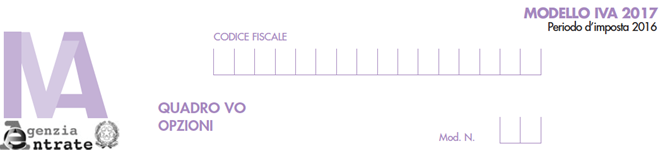 MODELLO IVA 2017
Periodo d'imposta 2016
CODICE FISCALE
IVA
QUADRO VO
OPZIONI
Agenzia
Entrate
Mod. N.